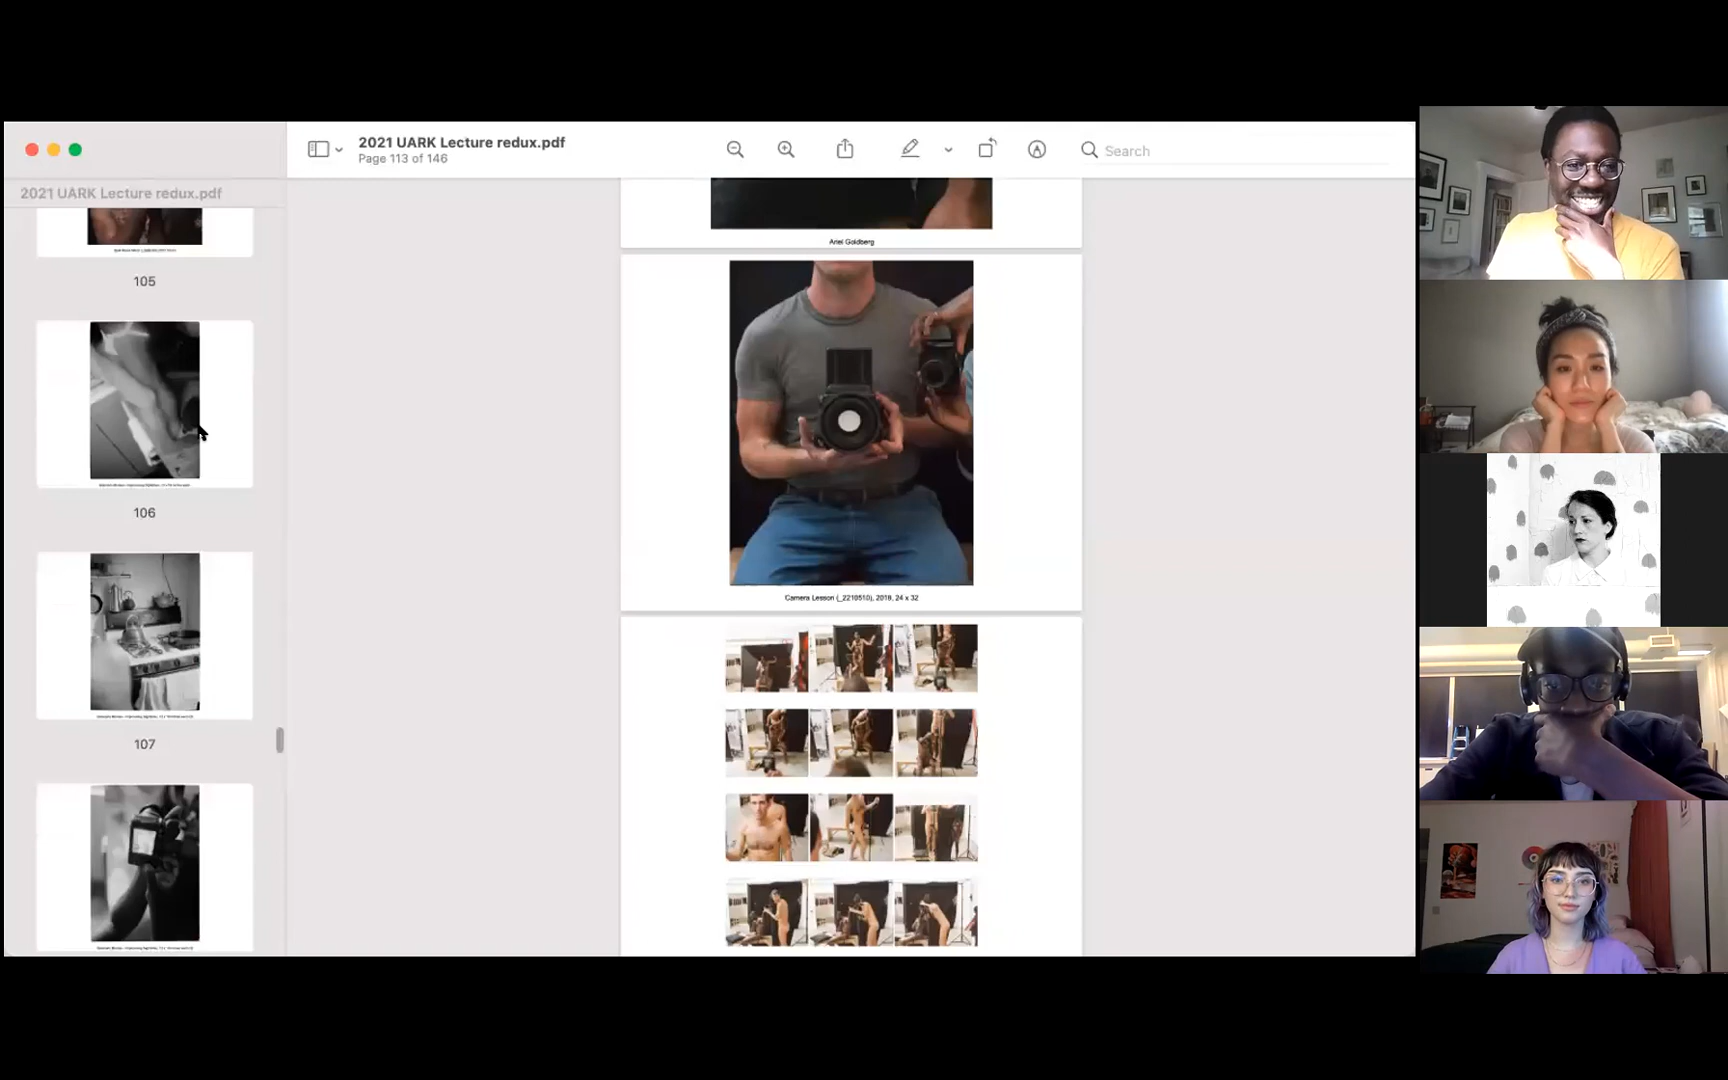 2021 UARK Lecture redux.pdf
Page 113 of 146
Search
2021 UARK Lecture redux.pdf
105
106
107
Ariel Goldberg
Camera Lesson (_2210510), 2018, 24 x 32